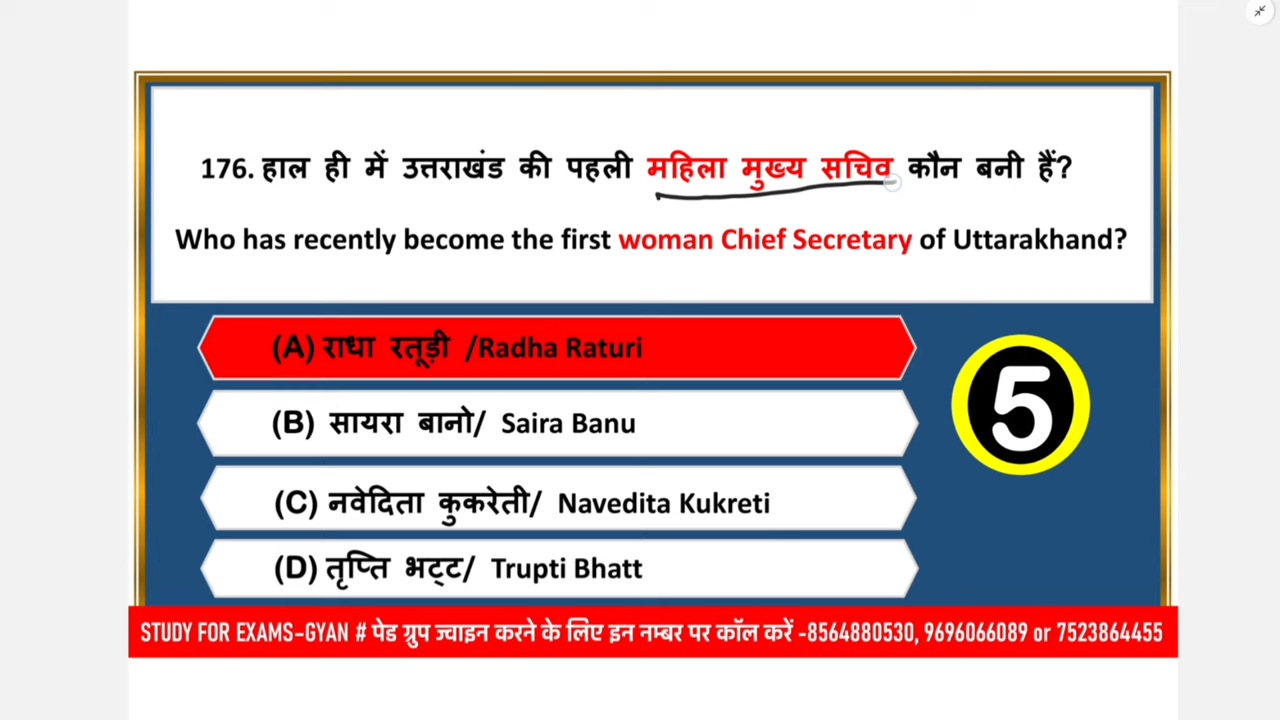 176. हाल ही में उत्तराखंड की पहली महिला मुख्य सचिव कौन बनी हैं?
Who has recently become the first woman Chief Secretary of Uttarakhand?
(A) राधा रतूड़ी /Radha Raturi
(B) सायरा बानो/ Saira Banu
(C) नवेदिता कुकरेती/ Navedita Kukreti
(D) तृप्ति भट्ट/ Trupti Bhatt
5
STUDY FOR EXAMS-GYAN # पेड ग्रुप ज्वाइन करने के लिए इन नम्बर पर कॉल करें -8564880530, 9696066089 or 7523864455